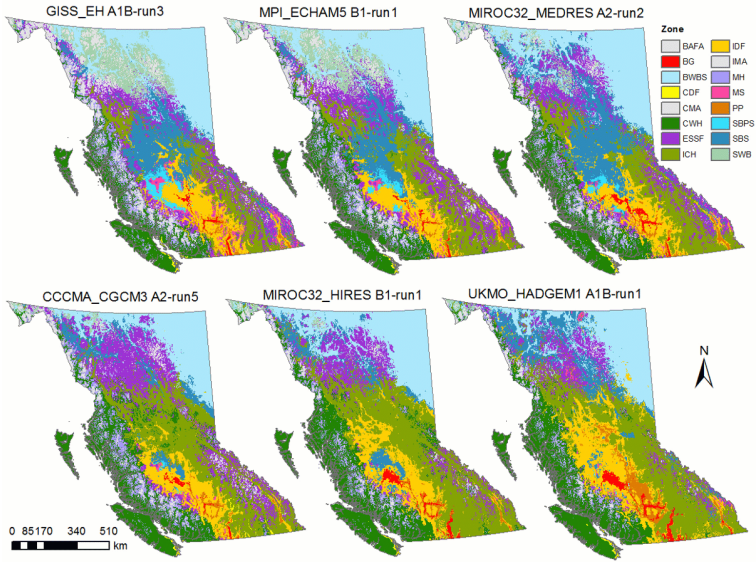 GISS_EH A1B-run3
MPI_ECHAM5 B1-run1
MIROC32_MEDRES A2-run2
Zone
BAFA
IDF
BG
IMA
BWBS
MH
CDF
MS
CMA
PP
CWH
SBPS
ESSF
SBS
ICH
SWB
CCCMA_CGCM3 A2-run5
MIROC32_HIRES B1-run1
UKMO_HADGEM1 A1B-run1
N
0 85170 340 510
km